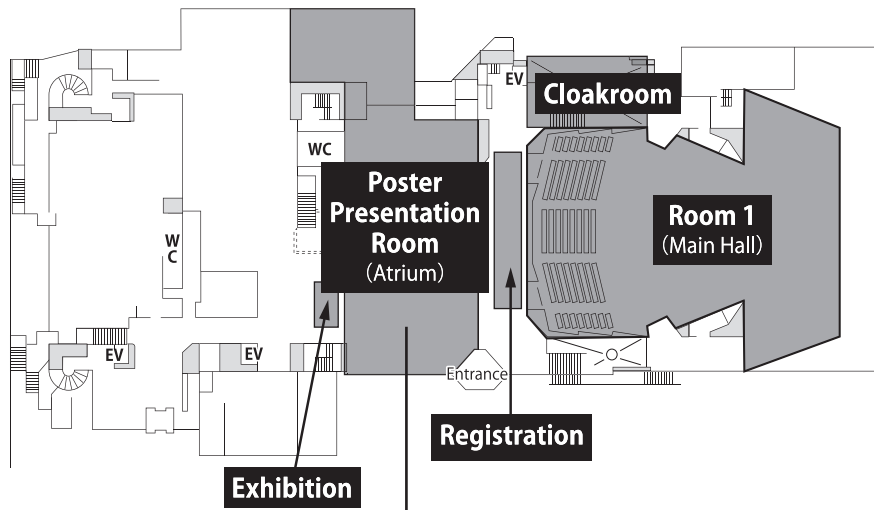 EV
Cloakroom
WC
Poster
Presentation
Room
(Atrium)
Room 1
(Main Hall)
W
C
EV
EV
Entrance
Registration
Exhibition